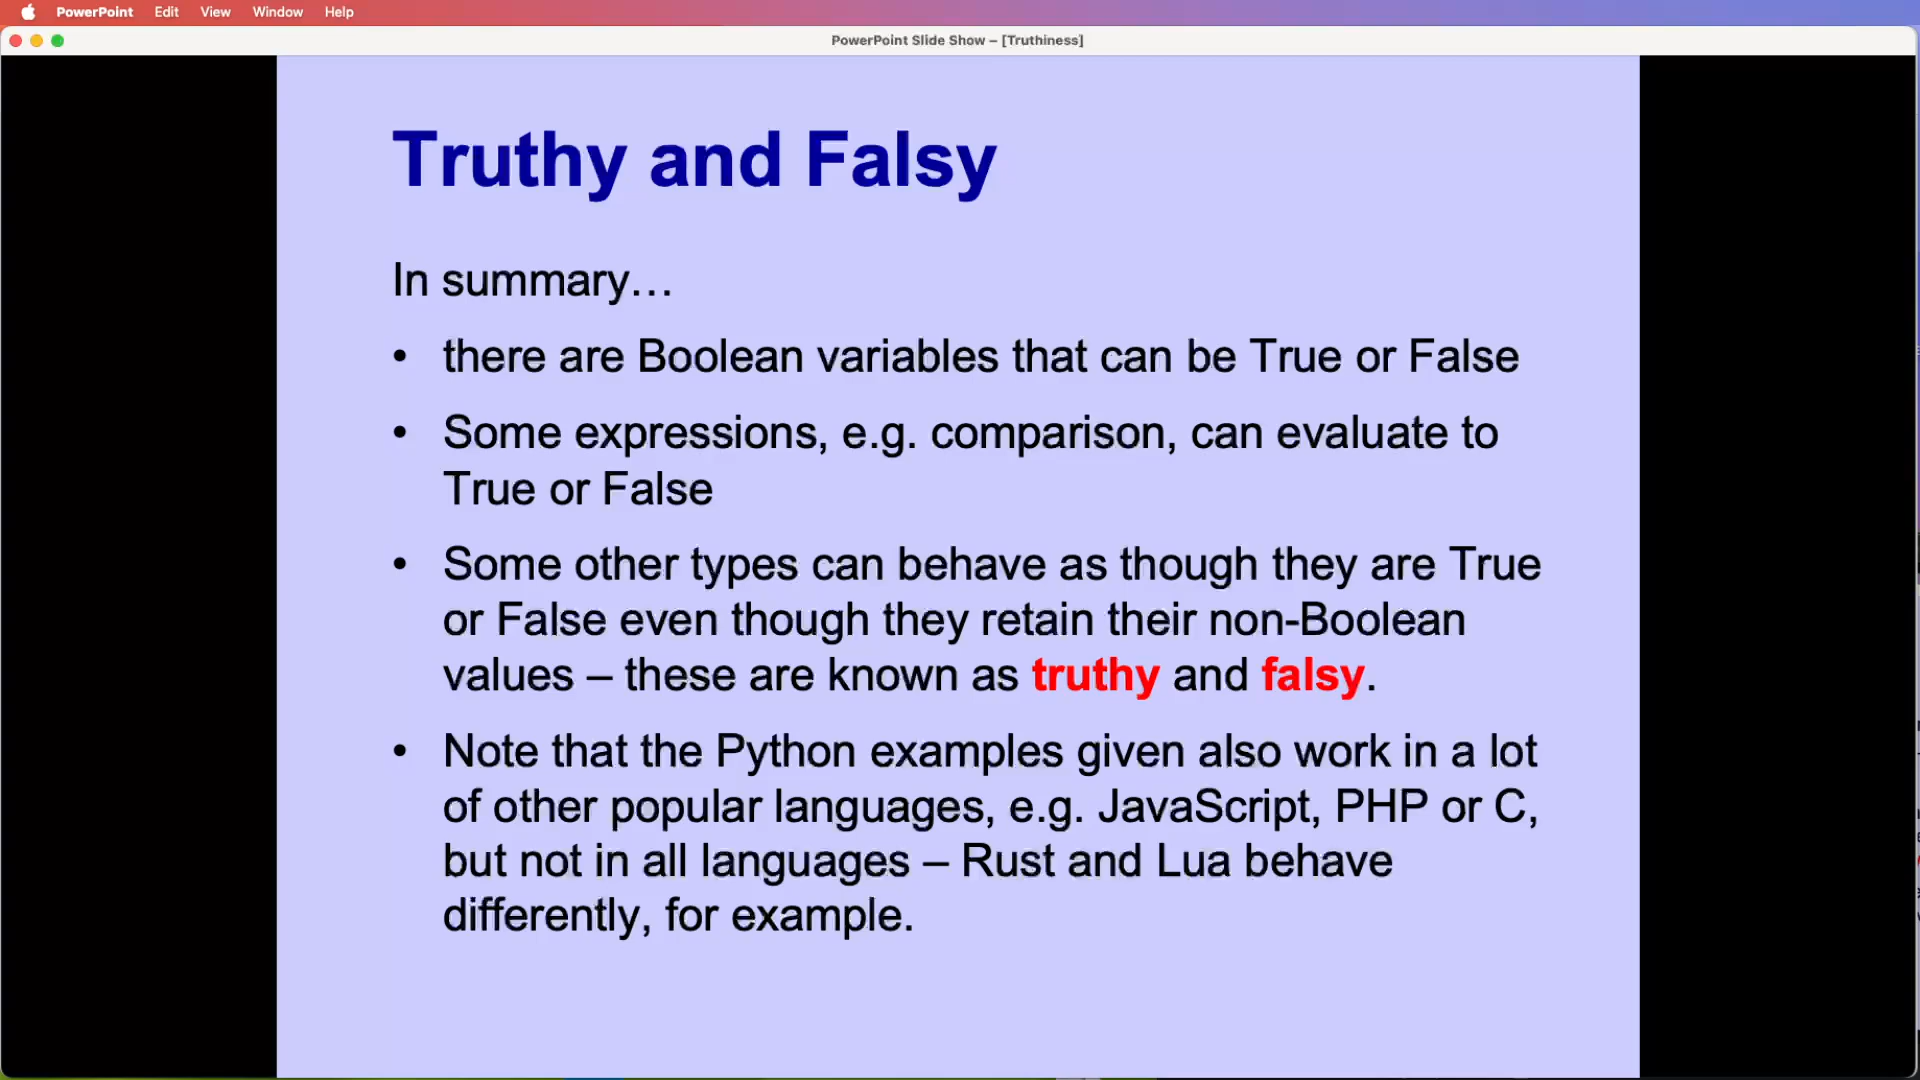 PowerPoint Edit View Window Help
PowerPoint Slide Show – [Truthiness]
Truthy and Falsy
In summary…
• there are Boolean variables that can be True or False
• Some expressions, e.g. comparison, can evaluate to
True or False
• Some other types can behave as though they are True
or False even though they retain their non-Boolean
values – these are known as truthy and falsy.
• Note that the Python examples given also work in a lot
of other popular languages, e.g. JavaScript, PHP or C,
but not in all languages – Rust and Lua behave
differently, for example.